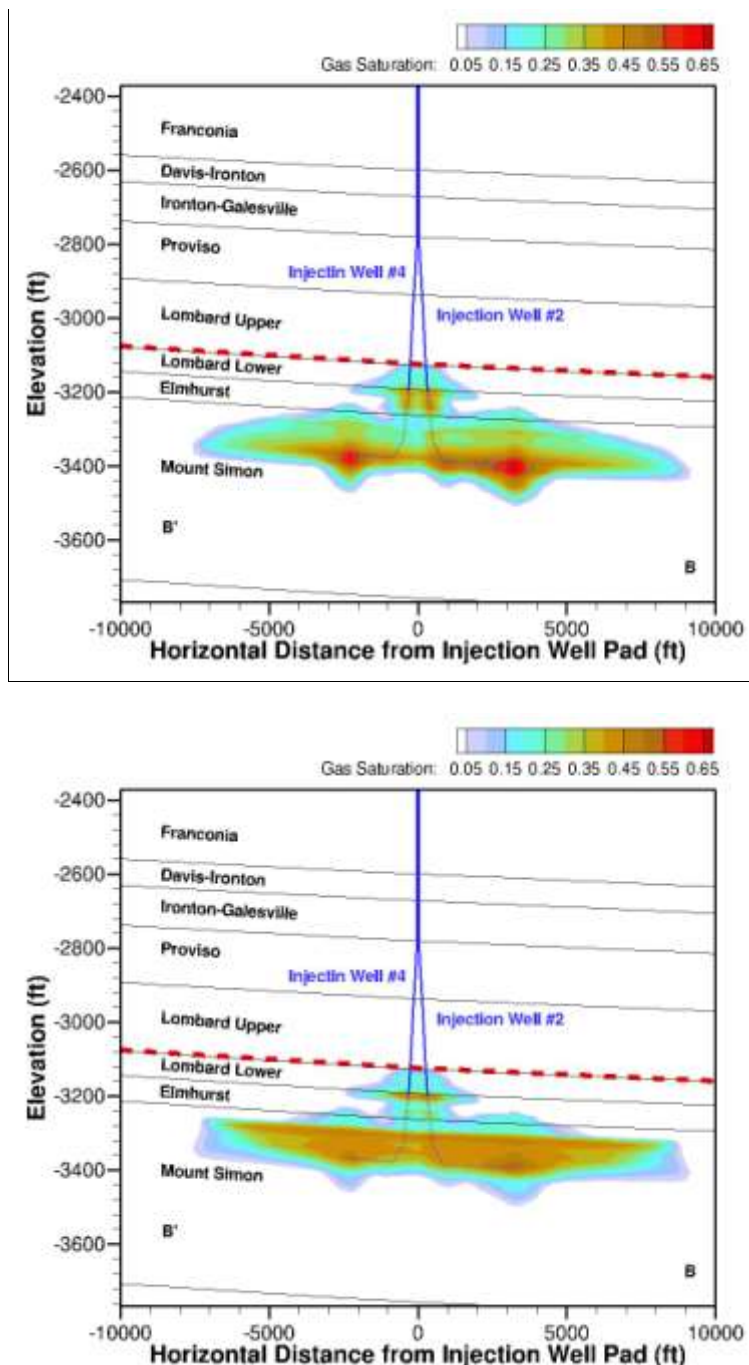 Gas Saturation: 0.05 0.15 0.25 0.35 0.45 0.55 0.65
-2400
Franconia
-2600
Davis-Ironton
Ironton-Galesville
-2800
Proviso
Injectin Well #4
-3000
Lombard Upper
Injection Well #2
Elevation (ft)
Lombard Lower
-3200
Elmhurst
-3400
Mount Simon
-3600
B'
B
-10000 -5000 0 5000 10000
Horizontal Distance from Injection Well Pad (ft)
Gas Saturation: 0.05 0.15 0.25 0.35 0.45 0.55 0.65
-2400
Franconia
-2600
Davis-Ironton
Ironton-Galesville
-2800
Proviso
Injectin Well #4
-3000
Lombard Upper
Injection Well #2
Elevation (ft)
Lombard Lower
-3200
Elmhurst
-3400
Mount Simon
-3600
B'
B
-10000 -5000 0 5000 10000
Horizontal Distance from Injection Well Pad (ft)